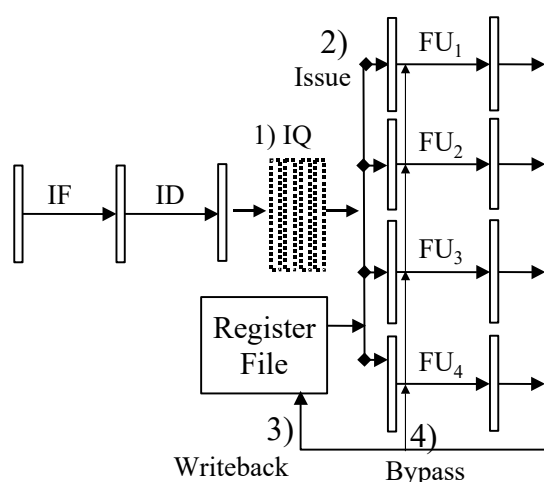 2)
Issue
FU₁
1) IQ
FU₂
IF
ID
FU₃
Register
File
FU₄
3)
4)
Writeback
Bypass